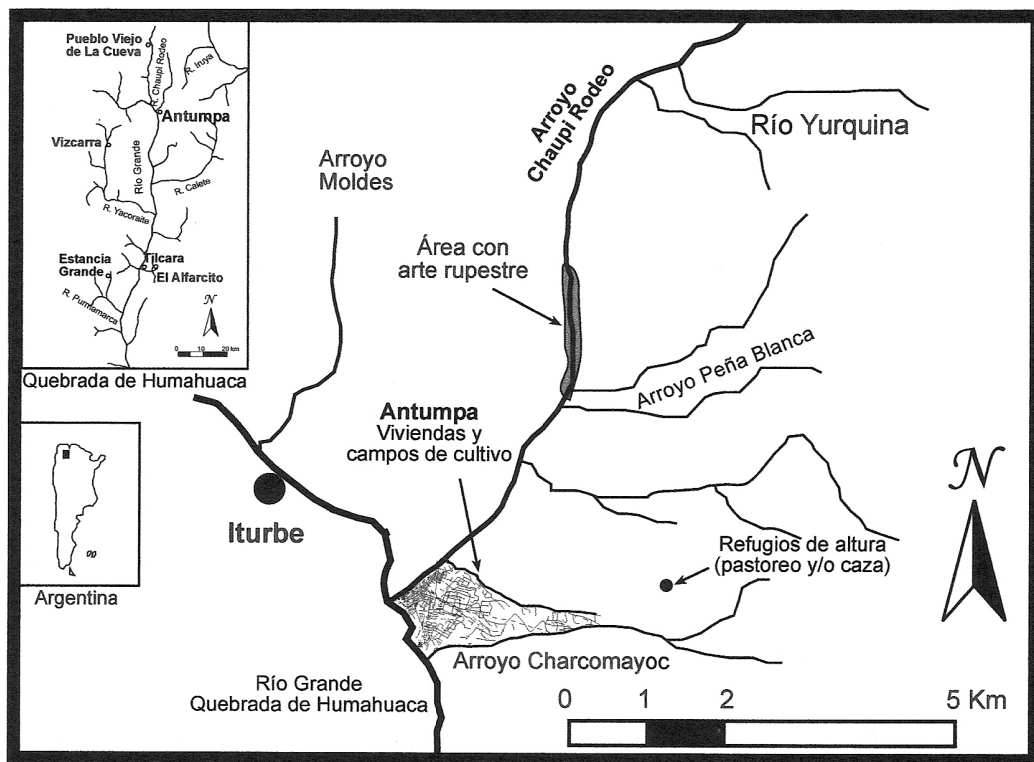 Pueblo Viejo
de La Cueva
R. Chaupi Rodeo
R. Iruya
Antumpa
Vizcarra
Río Grande
R. Calete
R. Yacoraite
Estancia
Grande
Tilcara
El Alfarcito
R. Purmamarca
N
0 10 20 km
Quebrada de Humahuaca
Argentina
Arroyo
Moldes
Arroyo
Chaupi Rodeo
Río Yurquina
Área con
arte rupestre
Arroyo Peña Blanca
Antumpa
Viviendas y
campos de cultivo
Iturbe
N
Refugios de altura
(pastoreo y/o caza)
Arroyo Charcomayoc
Río Grande
Quebrada de Humahuaca
0 1 2 5 Km